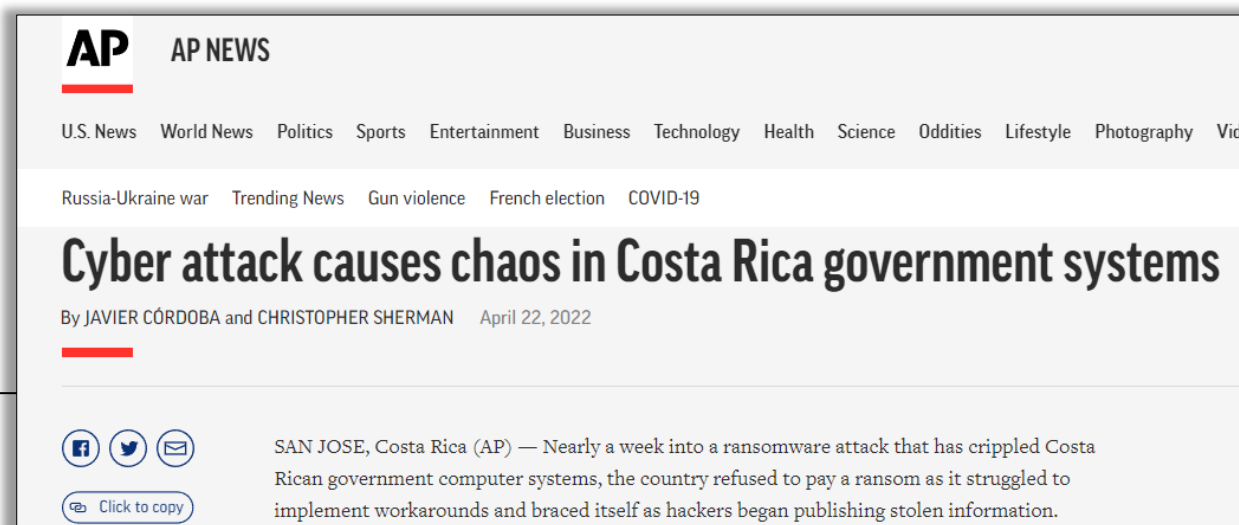 AP AP NEWS
U.S. News World News Politics Sports Entertainment Business Technology Health Science Oddities Lifestyle Photography Vid
Russia-Ukraine war Trending News Gun violence French election COVID-19
Cyber attack causes chaos in Costa Rica government systems
By JAVIER CÓRDOBA and CHRISTOPHER SHERMAN April 22, 2022
SAN JOSE, Costa Rica (AP) — Nearly a week into a ransomware attack that has crippled Costa
Rican government computer systems, the country refused to pay a ransom as it struggled to
Click to copy
implement workarounds and braced itself as hackers began publishing stolen information.